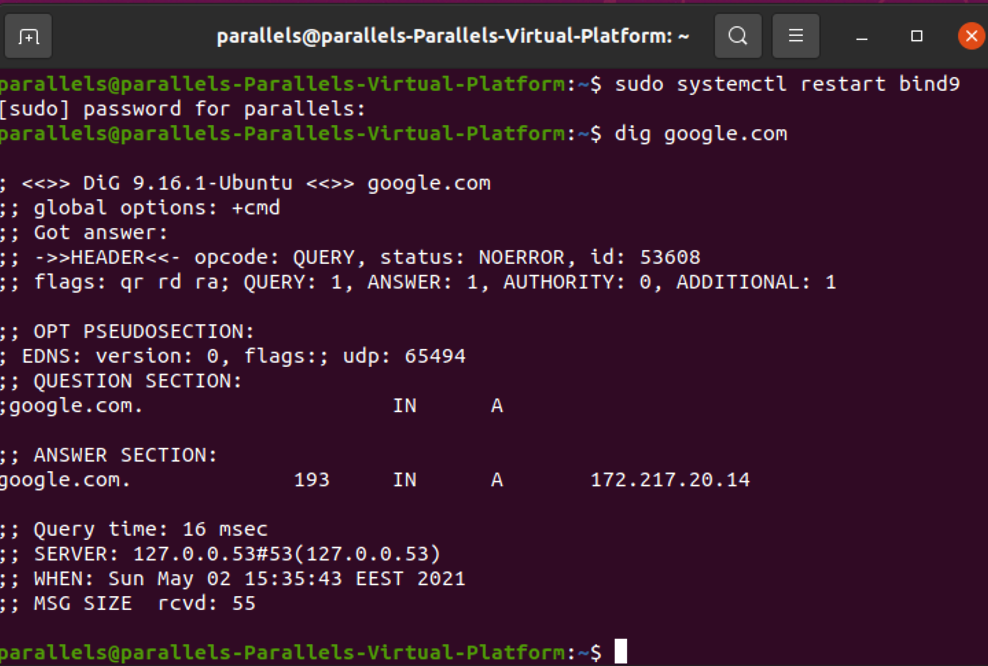 parallels@parallels-Parallels-Virtual-Platform: ~
parallels@parallels-Parallels-Virtual-Platform:~$ sudo systemctl restart bind9
[sudo] password for parallels:
parallels@parallels-Parallels-Virtual-Platform:~$ dig google.com

; <<>> DiG 9.16.1-Ubuntu <<>> google.com
;; global options: +cmd
;; Got answer:
;; ->>HEADER<<- opcode: QUERY, status: NOERROR, id: 53608
;; flags: qr rd ra; QUERY: 1, ANSWER: 1, AUTHORITY: 0, ADDITIONAL: 1

;; OPT PSEUDOSECTION:
; EDNS: version: 0, flags:; udp: 65494
;; QUESTION SECTION:
;google.com. IN A

;; ANSWER SECTION:
google.com. 193 IN A 172.217.20.14

;; Query time: 16 msec
;; SERVER: 127.0.0.53#53(127.0.0.53)
;; WHEN: Sun May 02 15:35:43 EEST 2021
;; MSG SIZE rcvd: 55

parallels@parallels-Parallels-Virtual-Platform:~$